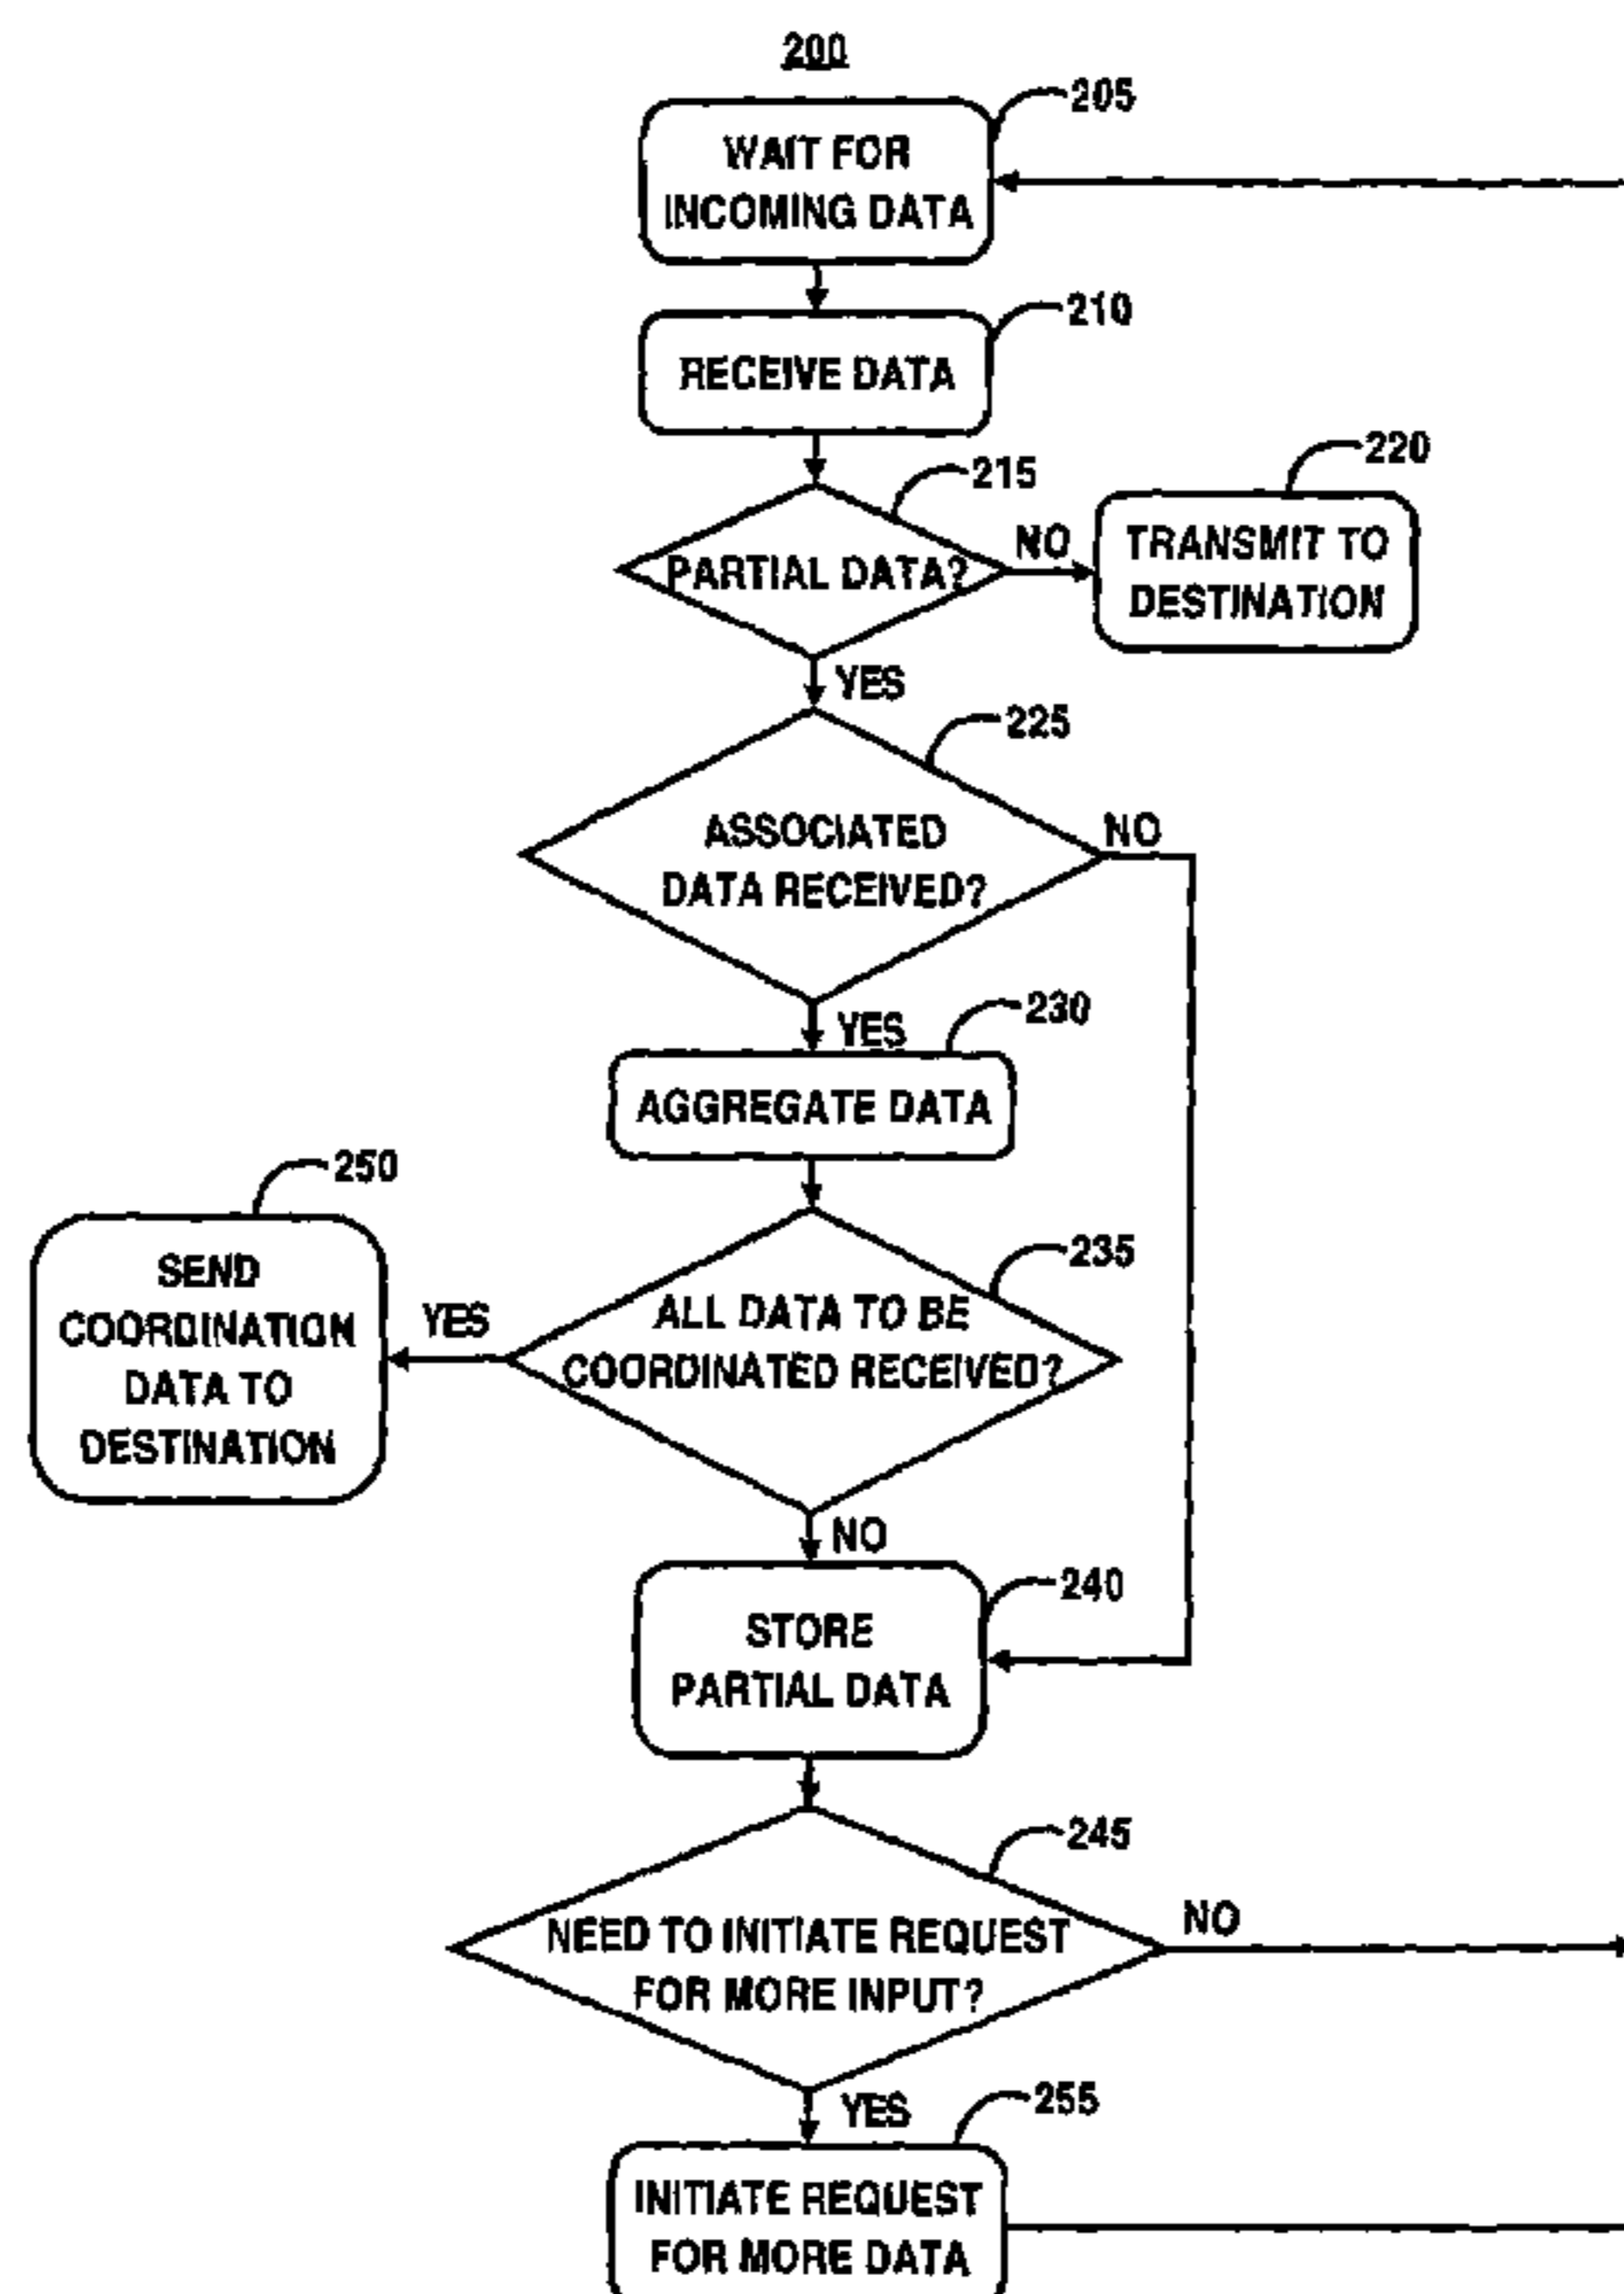 200
205
WAIT FOR
INCOMING DATA
210
RECEIVE DATA
215
PARTIAL DATA?
NO
220
TRANSMIT TO
DESTINATION
YES
225
ASSOCIATED
DATA RECEIVED?
NO
YES
230
AGGREGATE DATA
250
SEND
COORDINATION
DATA TO
DESTINATION
YES
235
ALL DATA TO BE
COORDINATED RECEIVED?
NO
240
STORE
PARTIAL DATA
245
NEED TO INITIATE REQUEST
FOR MORE INPUT?
NO
YES
255
INITIATE REQUEST
FOR MORE DATA